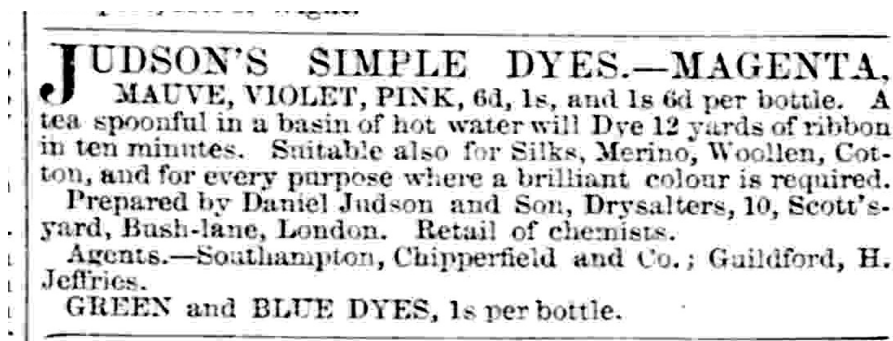 JUDSON'S SIMPLE DYES.—MAGENTA,
MAUVE, VIOLET, PINK, 6d, 1s, and 1s 6d per bottle. A
tea spoonful in a basin of hot water will Dye 12 yards of ribbon
in ten minutes. Suitable also for Silks, Merino, Woollen, Cot-
ton, and for every purpose where a brilliant colour is required.
Prepared by Daniel Judson and Son, Drysalters, 10, Scott's-
yard, Bush-lane, London. Retail of chemists.
Agents.—Southampton, Chipperfield and Co.; Guildford, H.
Jeffries.
GREEN and BLUE DYES, 1s per bottle.